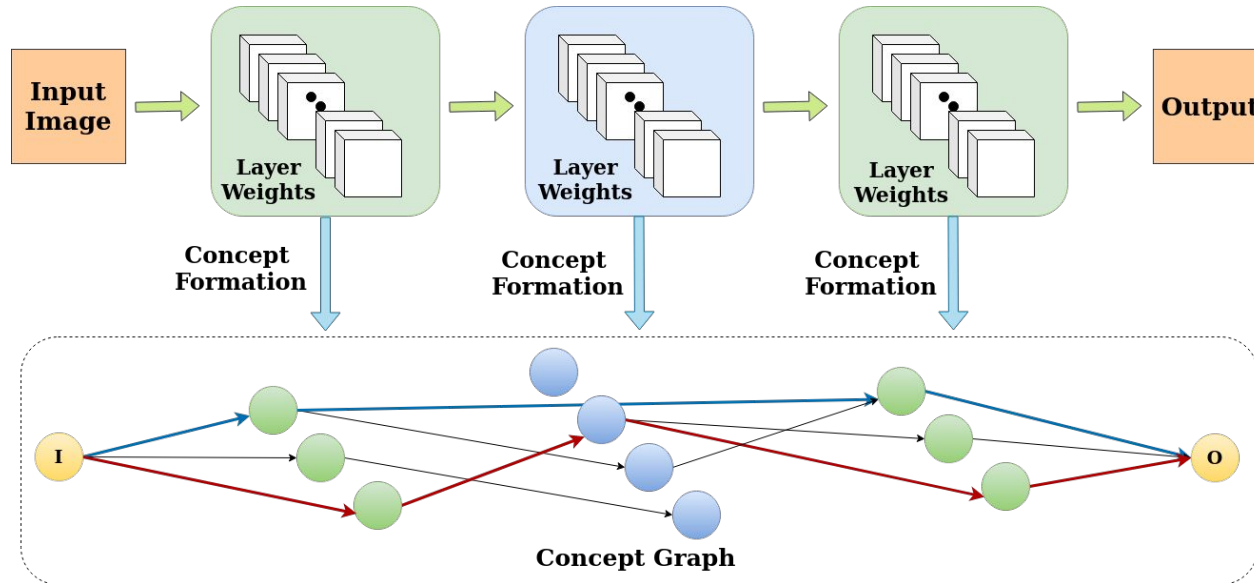 Input
Image
Layer
Weights
Layer
Weights
Layer
Weights
Output
Concept
Formation
Concept
Formation
Concept
Formation
I
O
Concept Graph